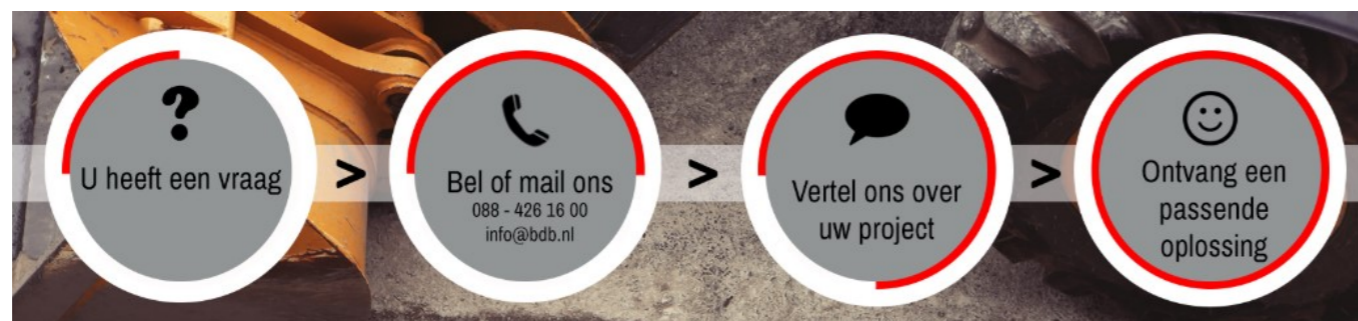 U heeft een vraag
>
Bel of mail ons
088 - 426 16 00
info@bdb.nl
>
Vertel ons over
uw project
>
Ontvang een
passende
oplossing